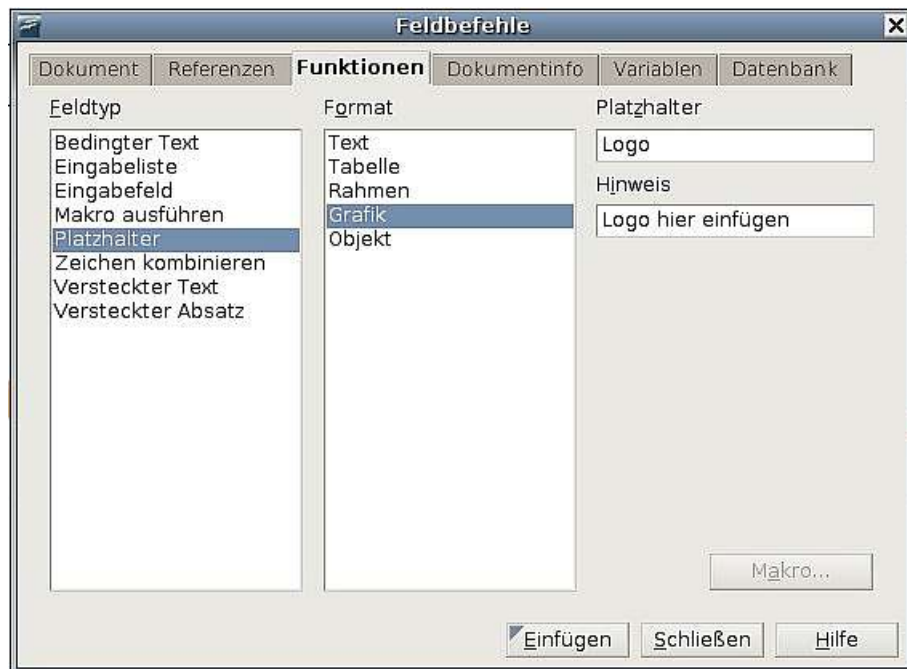 Feldbefehle
Dokument Referenzen Funktionen Dokumentinfo Variablen Datenbank
Feldtyp
Bedingter Text
Eingabeliste
Eingabefeld
Makro ausführen
Platzhalter
Zeichen kombinieren
Versteckter Text
Versteckter Absatz
Format
Text
Tabelle
Rahmen
Grafik
Objekt
Platzhalter
Logo
Hinweis
Logo hier einfügen
Makro...
Einfügen Schließen Hilfe